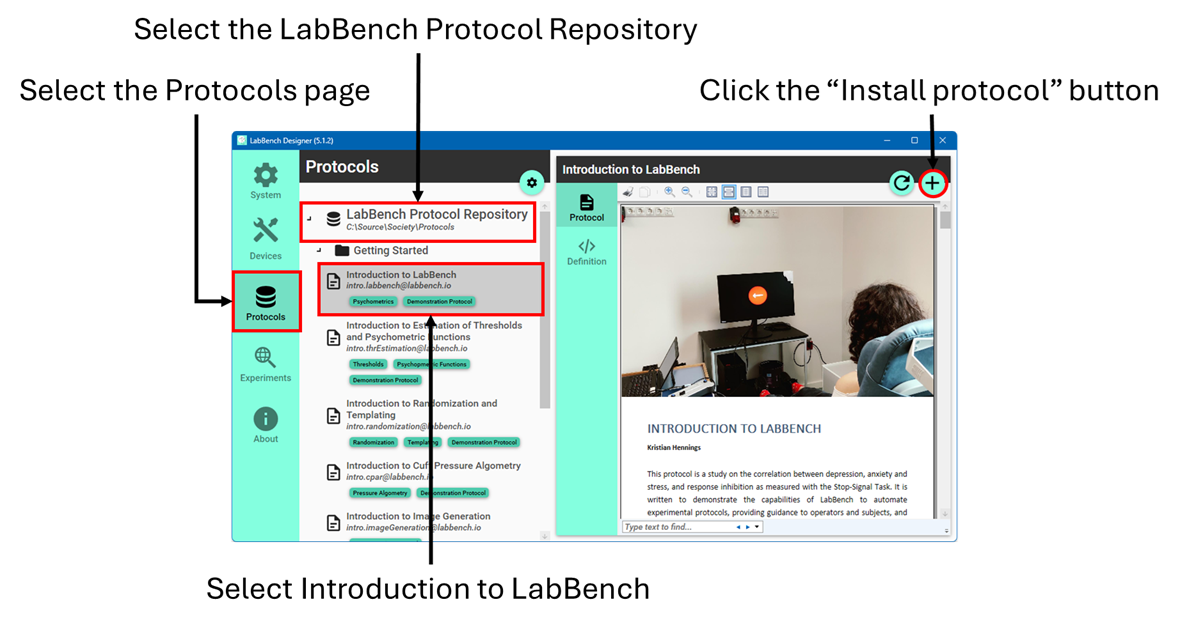 Select the LabBench Protocol Repository
Select the Protocols page
Click the “Install protocol” button
LabBench Designer (5.1.2)
System
Devices
Protocols
Experiments
About
Protocols
LabBench Protocol Repository
C:\Source\Society\Protocols
Getting Started
Introduction to LabBench
intro.labbench@labbench.io
Psychometrics Demonstration Protocol
Introduction to Estimation of Thresholds
and Psychometric Functions
intro.thrEstimation@labbench.io
Thresholds Psychopmetric Functions
Demonstration Protocol
Introduction to Randomization and
Templating
intro.randomization@labbench.io
Randomization Templating Demonstration Protocol
Introduction to Cuff Pressure Algometry
intro.cpar@labbench.io
Pressure Algometry Demonstration Protocol
Introduction to Image Generation
intro.imageGeneration@labbench.io
Introduction to LabBench
Protocol
Definition
INTRODUCTION TO LABBENCH
Kristian Hennings
This protocol is a study on the correlation between depression, anxiety and
stress, and response inhibition as measured with the Stop-Signal Task. It is
written to demonstrate the capabilities of LabBench to automate
experimental protocols, providing guidance to operators and subjects, and
Type text to find...
Select Introduction to LabBench